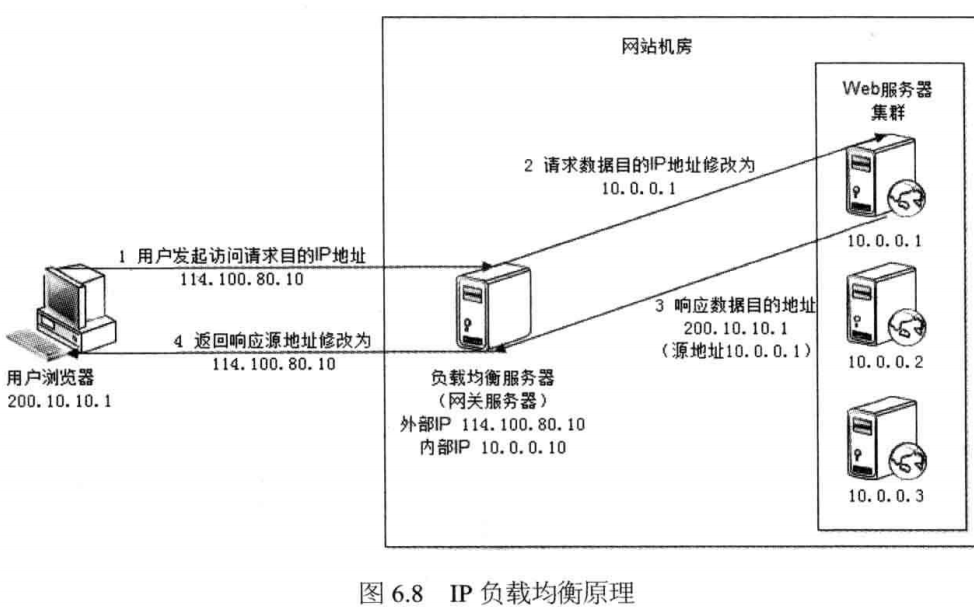 网站机房
Web服务器
集群
2 请求数据目的IP地址修改为
10.0.0.1
10.0.0.1
1 用户发起访问请求目的IP地址
114.100.80.10
3 响应数据目的地址
200.10.10.1
（源地址10.0.0.1）
4 返回响应源地址修改为
114.100.80.10
10.0.0.2
用户浏览器
200.10.10.1
负载均衡服务器
（网关服务器）
外部IP 114.100.80.10
内部IP 10.0.0.10
10.0.0.3
图 6.8 IP 负载均衡原理